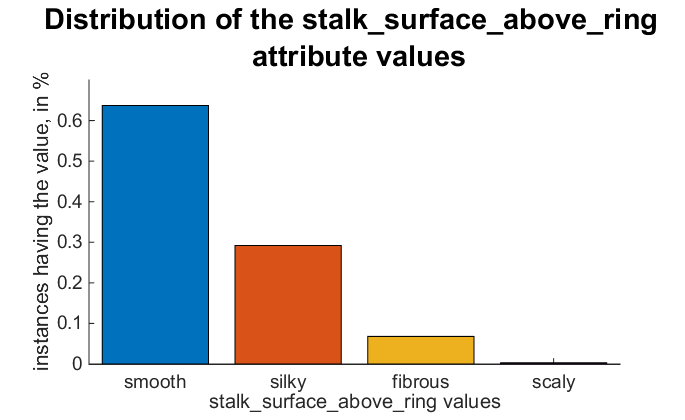 Distribution of the stalk_surface_above_ring
attribute values
instances having the value, in %
0.6
0.5
0.4
0.3
0.2
0.1
0
smooth silky fibrous scaly
stalk_surface_above_ring values